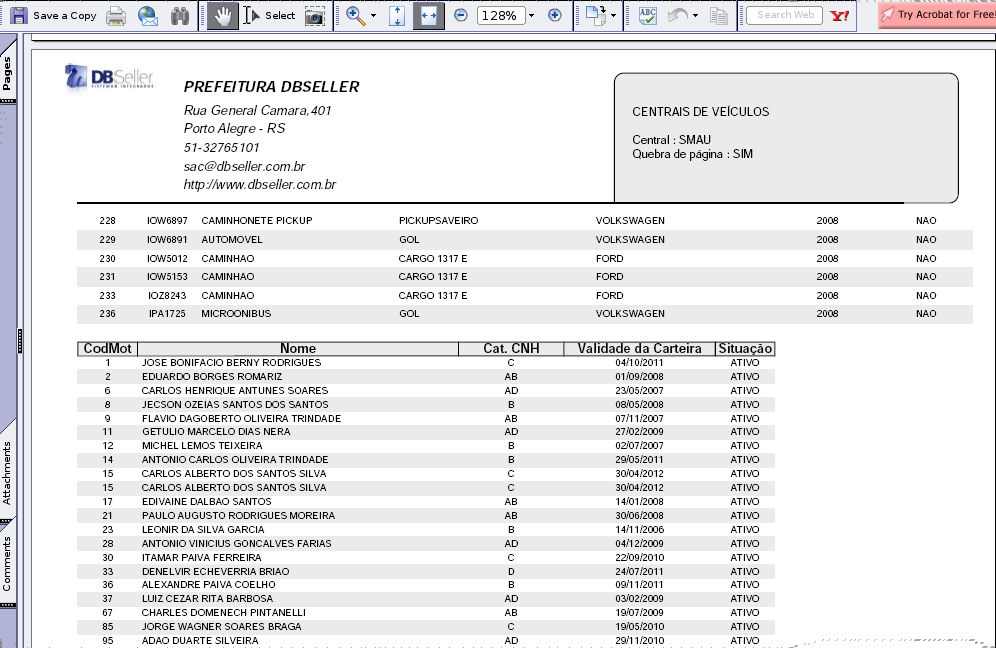 Save a Copy Select 128% ABC Search Web Y! Try Acrobat for Free
Pages
Attachments
Comments
DBSeller
SISTEMAS INTEGRADOS
PREFEITURA DBSELLER
Rua General Camara,401
Porto Alegre - RS
51-32765101
sac@dbseller.com.br
http://www.dbseller.com.br
CENTRAIS DE VEÍCULOS
Central : SMAU
Quebra de página : SIM
228 IOW6897 CAMINHONETE PICKUP PICKUPSAVEIRO VOLKSWAGEN 2008 NAO
229 IOW6891 AUTOMOVEL GOL VOLKSWAGEN 2008 NAO
230 IOW5012 CAMINHAO CARGO 1317 E FORD 2008 NAO
231 IOW5153 CAMINHAO CARGO 1317 E FORD 2008 NAO
233 IOZ8243 CAMINHAO CARGO 1317 E FORD 2008 NAO
236 IPA1725 MICROONIBUS GOL VOLKSWAGEN 2008 NAO
CodMot Nome Cat. CNH Validade da Carteira Situação
1 JOSE BONIFACIO BERNY RODRIGUES C 04/10/2011 ATIVO
2 EDUARDO BORGES ROMARIZ AB 01/09/2008 ATIVO
6 CARLOS HENRIQUE ANTUNES SOARES AD 23/05/2007 ATIVO
8 JECSON OZEIAS SANTOS DOS SANTOS B 08/05/2008 ATIVO
9 FLAVIO DAGOBERTO OLIVEIRA TRINDADE AB 07/11/2007 ATIVO
11 GETULIO MARCELO DIAS NERA AD 27/02/2009 ATIVO
12 MICHEL LEMOS TEIXEIRA B 02/07/2007 ATIVO
14 ANTONIO CARLOS OLIVEIRA TRINDADE B 29/05/2011 ATIVO
15 CARLOS ALBERTO DOS SANTOS SILVA C 30/04/2012 ATIVO
15 CARLOS ALBERTO DOS SANTOS SILVA C 30/04/2012 ATIVO
17 EDIVAINE DALBAO SANTOS AB 14/01/2008 ATIVO
21 PAULO AUGUSTO RODRIGUES MOREIRA AB 30/06/2008 ATIVO
23 LEONIR DA SILVA GARCIA B 14/11/2006 ATIVO
28 ANTONIO VINICIUS GONCALVES FARIAS AD 04/12/2009 ATIVO
30 ITAMAR PAIVA FERREIRA C 22/09/2010 ATIVO
33 DENELVIR ECHEVERRIA BRIAO D 24/07/2011 ATIVO
36 ALEXANDRE PAIVA COELHO B 09/11/2011 ATIVO
37 LUIZ CEZAR RITA BARBOSA AD 03/02/2009 ATIVO
67 CHARLES DOMENECH PINTANELLI AB 19/07/2009 ATIVO
85 JORGE WAGNER SOARES BRAGA C 19/05/2010 ATIVO
95 ADAO DUARTE SILVEIRA AD 29/11/2010 ATIVO